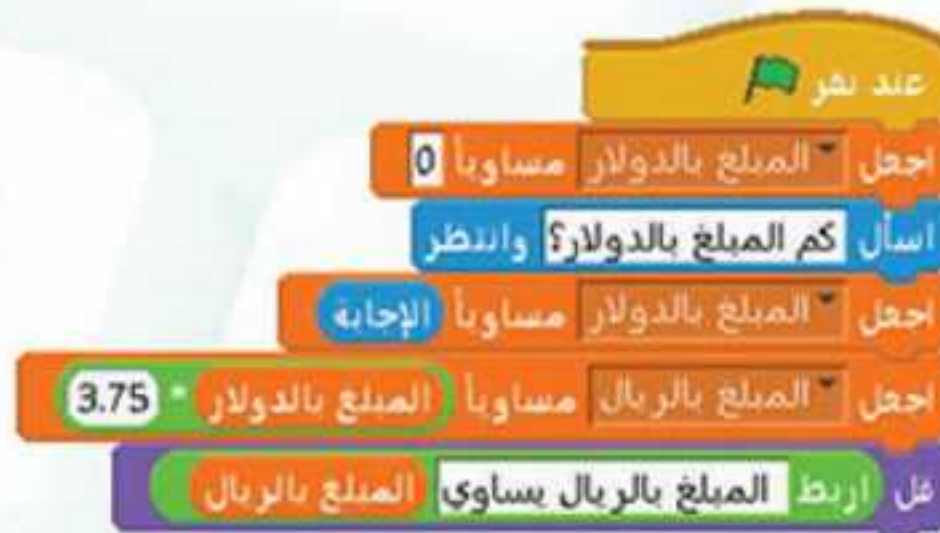 عند نقر
اجعل المبلغ بالدولار مساوياً 0
اسأل كم المبلغ بالدولار؟ وانتظر
اجعل المبلغ بالدولار مساوياً الإجابة
اجعل المبلغ بالريال مساوياً المبلغ بالدولار * 3.75
قل اربط المبلغ بالريال يساوي المبلغ بالريال